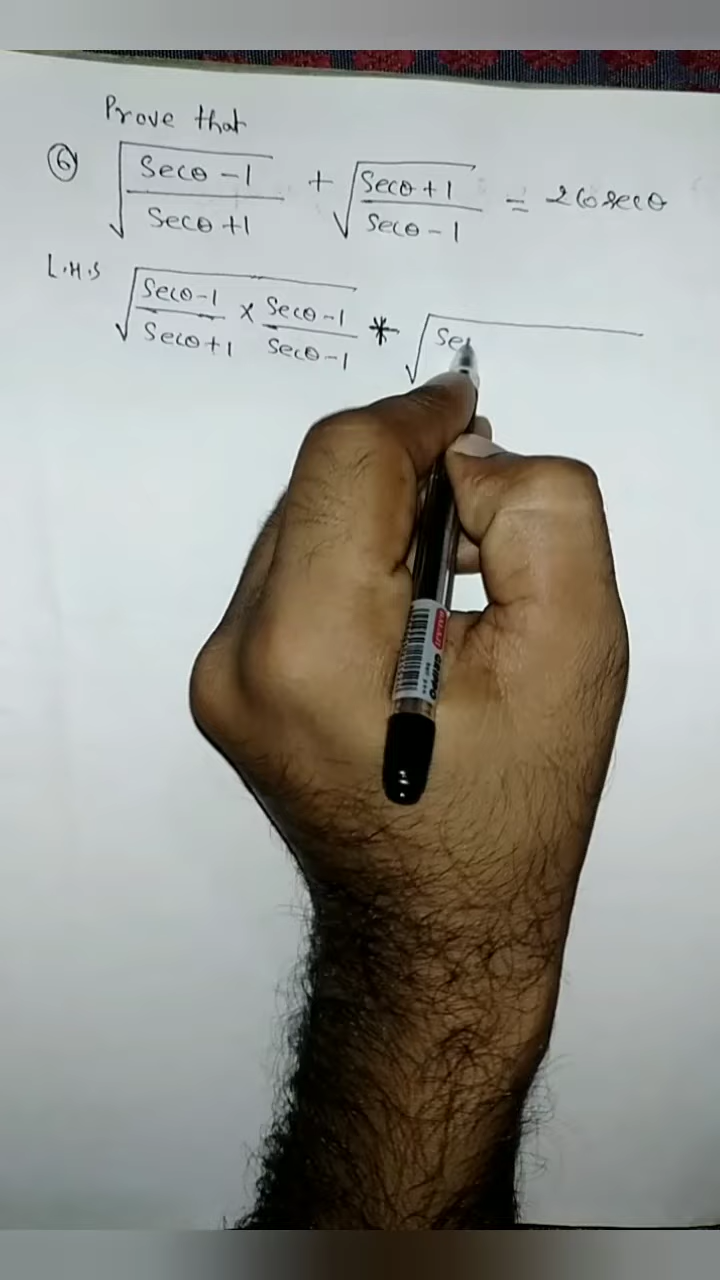 Prove that
⑥ √((Secθ - 1)/(Secθ + 1)) + √((Secθ + 1)/(Secθ - 1)) = 2Cosecθ
L.H.S √((Secθ-1)/(Secθ+1) × (Secθ-1)/(Secθ-1)) * √(Se